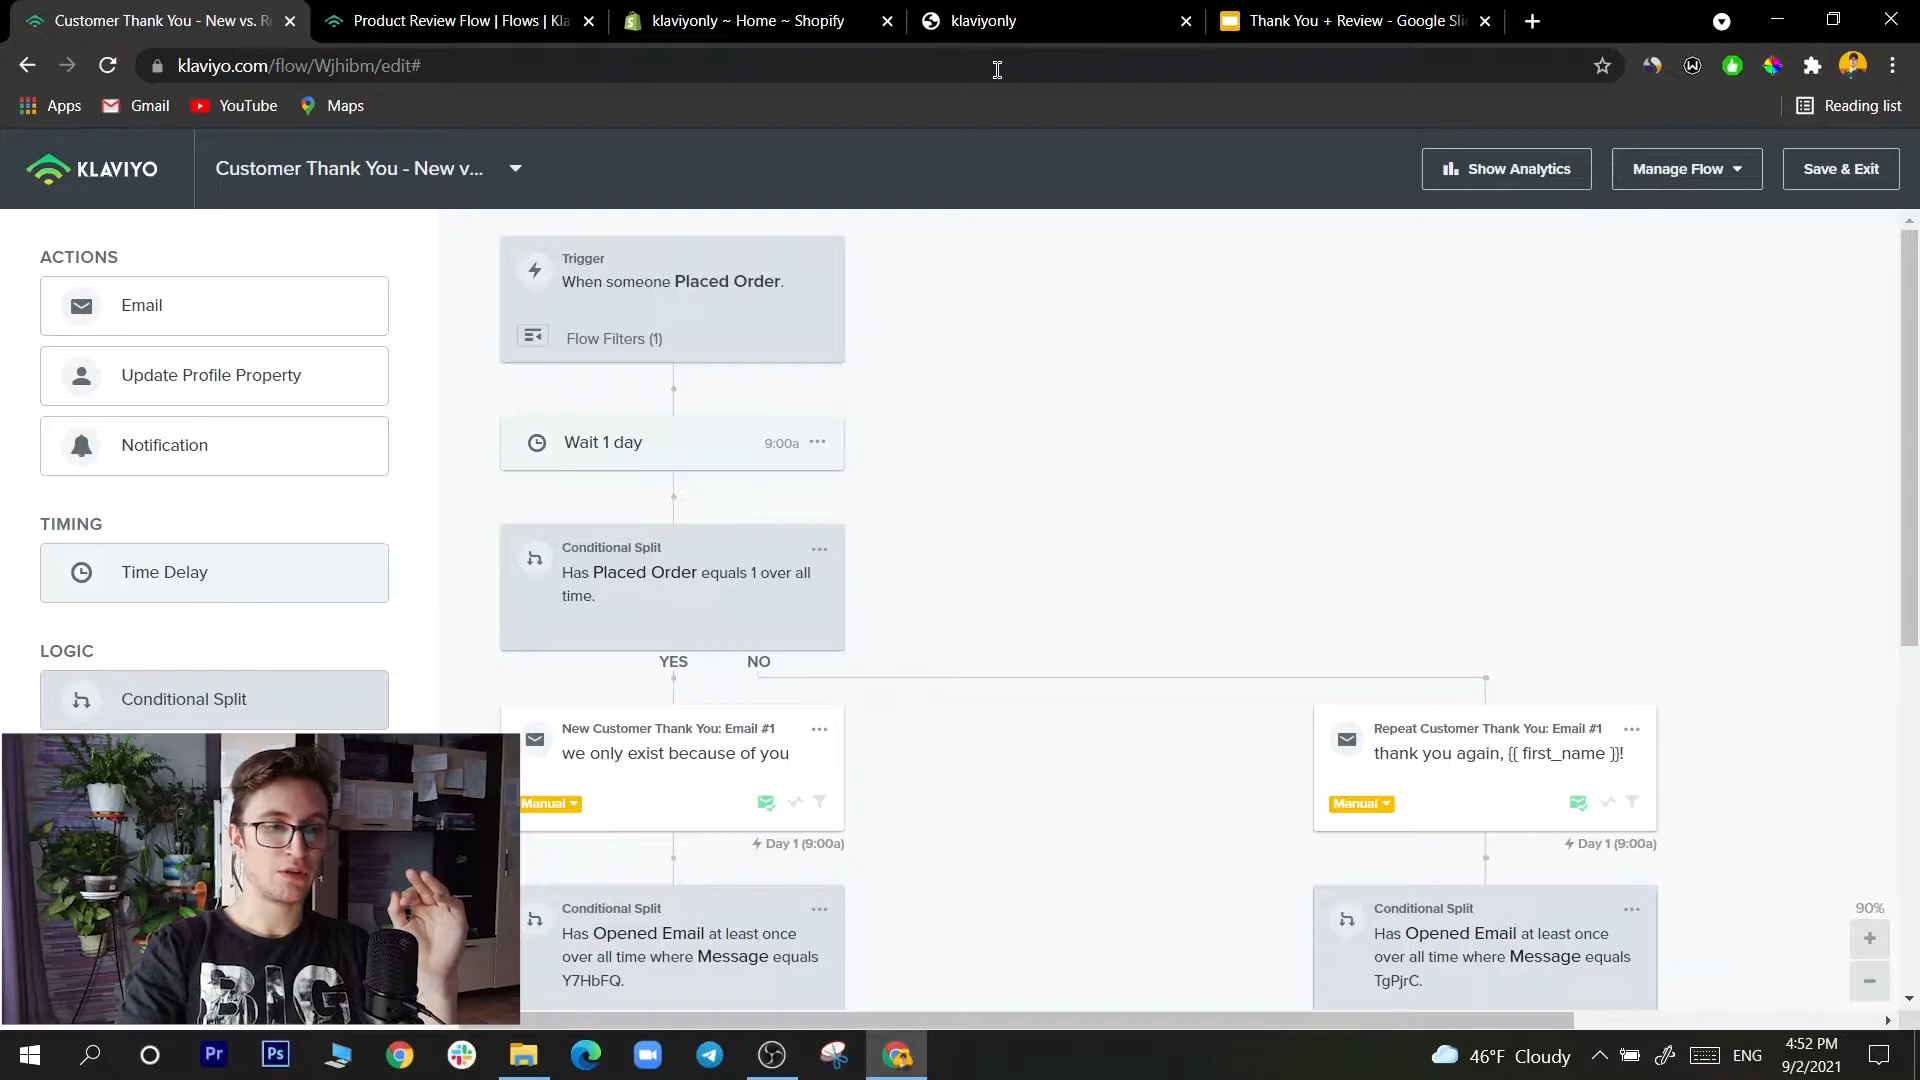 Customer Thank You - New vs. R
Product Review Flow | Flows | Kla
klaviyonly ~ Home ~ Shopify
klaviyonly
Thank You + Review - Google Sli
klaviyo.com/flow/Wjhibm/edit#
Apps
Gmail
YouTube
Maps
Reading list
KLAVIYO
Customer Thank You - New v...
Show Analytics
Manage Flow
Save & Exit
ACTIONS
Email
Update Profile Property
Notification
TIMING
Time Delay
LOGIC
Conditional Split
Trigger
When someone Placed Order.
Flow Filters (1)
Wait 1 day
9:00a
Conditional Split
Has Placed Order equals 1 over all
time.
YES
NO
New Customer Thank You: Email #1
we only exist because of you
Manual
Day 1 (9:00a)
Repeat Customer Thank You: Email #1
thank you again, {{ first_name }}!
Manual
Day 1 (9:00a)
Conditional Split
Has Opened Email at least once
over all time where Message equals
Y7HbFQ.
Conditional Split
Has Opened Email at least once
over all time where Message equals
TgPjrC.
90%
BIG
Pr
Ps
46°F Cloudy
ENG
4:52 PM
9/2/2021